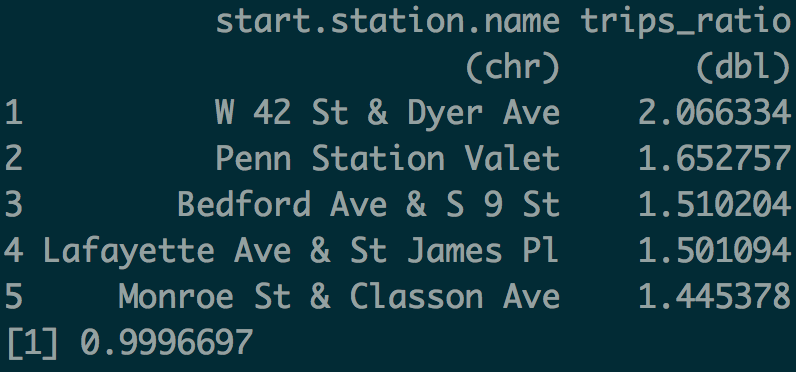 start.station.name trips_ratio
(chr) (dbl)
1 W 42 St & Dyer Ave 2.066334
2 Penn Station Valet 1.652757
3 Bedford Ave & S 9 St 1.510204
4 Lafayette Ave & St James Pl 1.501094
5 Monroe St & Classon Ave 1.445378
[1] 0.9996697